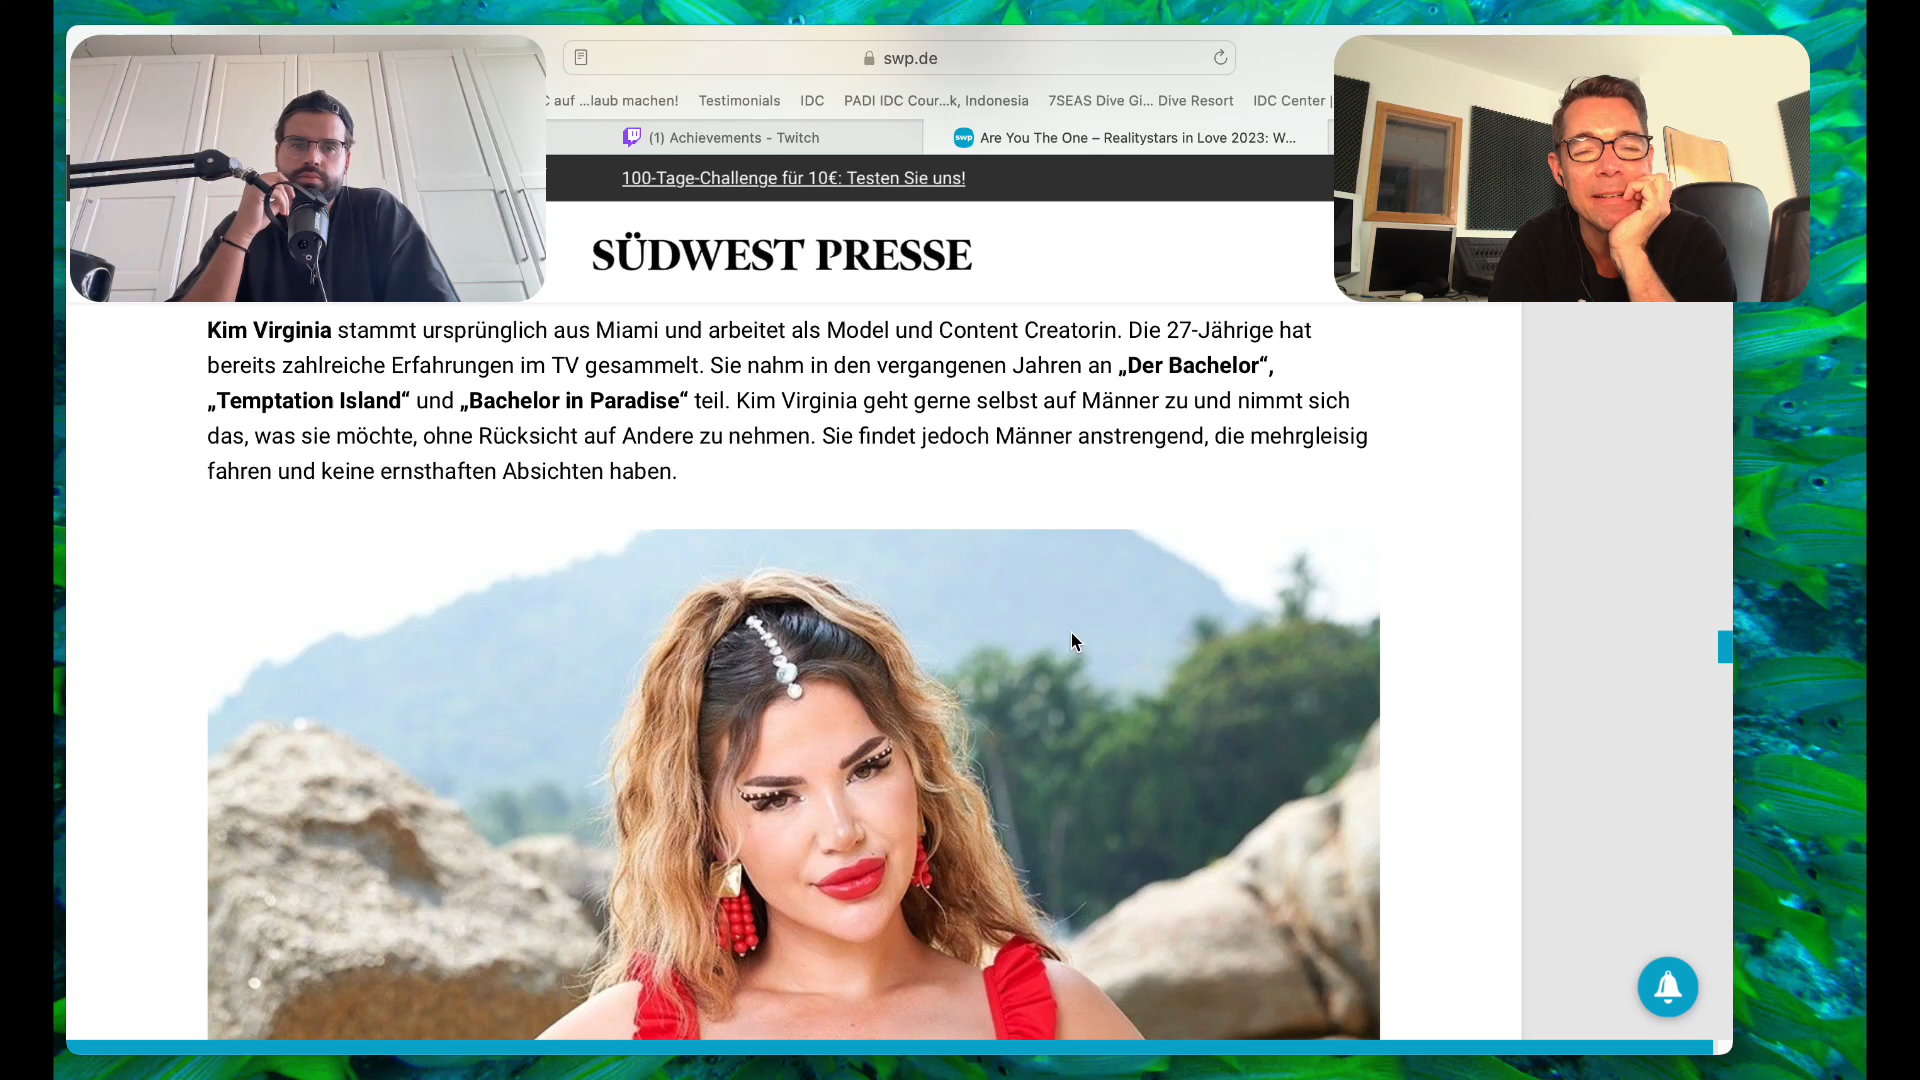 swp.de
C auf ...laub machen! Testimonials IDC PADI IDC Cour...k, Indonesia 7SEAS Dive Gi... Dive Resort IDC Center |
(1) Achievements - Twitch
swp Are You The One – Realitystars in Love 2023: W...
100-Tage-Challenge für 10€: Testen Sie uns!
SÜDWEST PRESSE
Kim Virginia stammt ursprünglich aus Miami und arbeitet als Model und Content Creatorin. Die 27-Jährige hat
bereits zahlreiche Erfahrungen im TV gesammelt. Sie nahm in den vergangenen Jahren an „Der Bachelor“,
„Temptation Island“ und „Bachelor in Paradise“ teil. Kim Virginia geht gerne selbst auf Männer zu und nimmt sich
das, was sie möchte, ohne Rücksicht auf Andere zu nehmen. Sie findet jedoch Männer anstrengend, die mehrgleisig
fahren und keine ernsthaften Absichten haben.